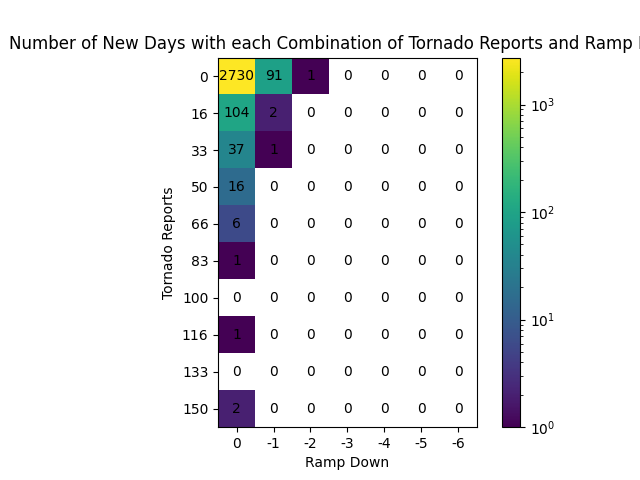 Number of New Days with each Combination of Tornado Reports and Ramp
0 2730 91 1 0 0 0 0
16 104 2 0 0 0 0 0
33 37 1 0 0 0 0 0
50 16 0 0 0 0 0 0
66 6 0 0 0 0 0 0
83 1 0 0 0 0 0 0
100 0 0 0 0 0 0 0
116 1 0 0 0 0 0 0
133 0 0 0 0 0 0 0
150 2 0 0 0 0 0 0
0 -1 -2 -3 -4 -5 -6
Ramp Down
Tornado Reports
10³
10²
10¹
10⁰